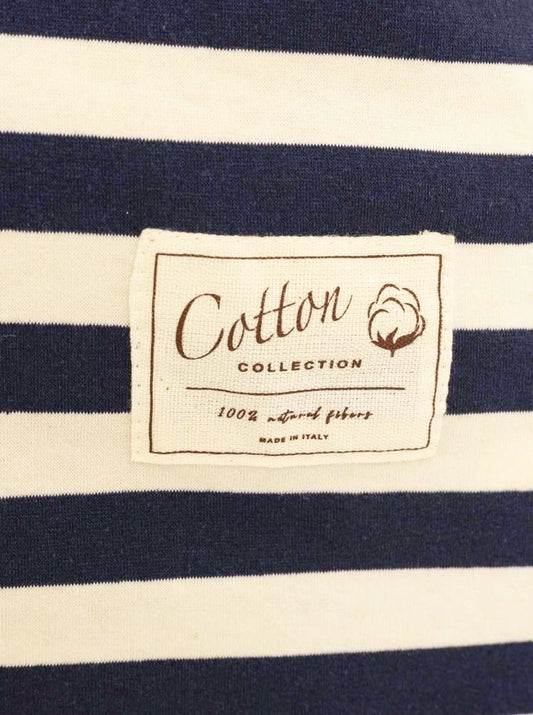 Cotton
COLLECTION
100% natural fibers
MADE IN ITALY